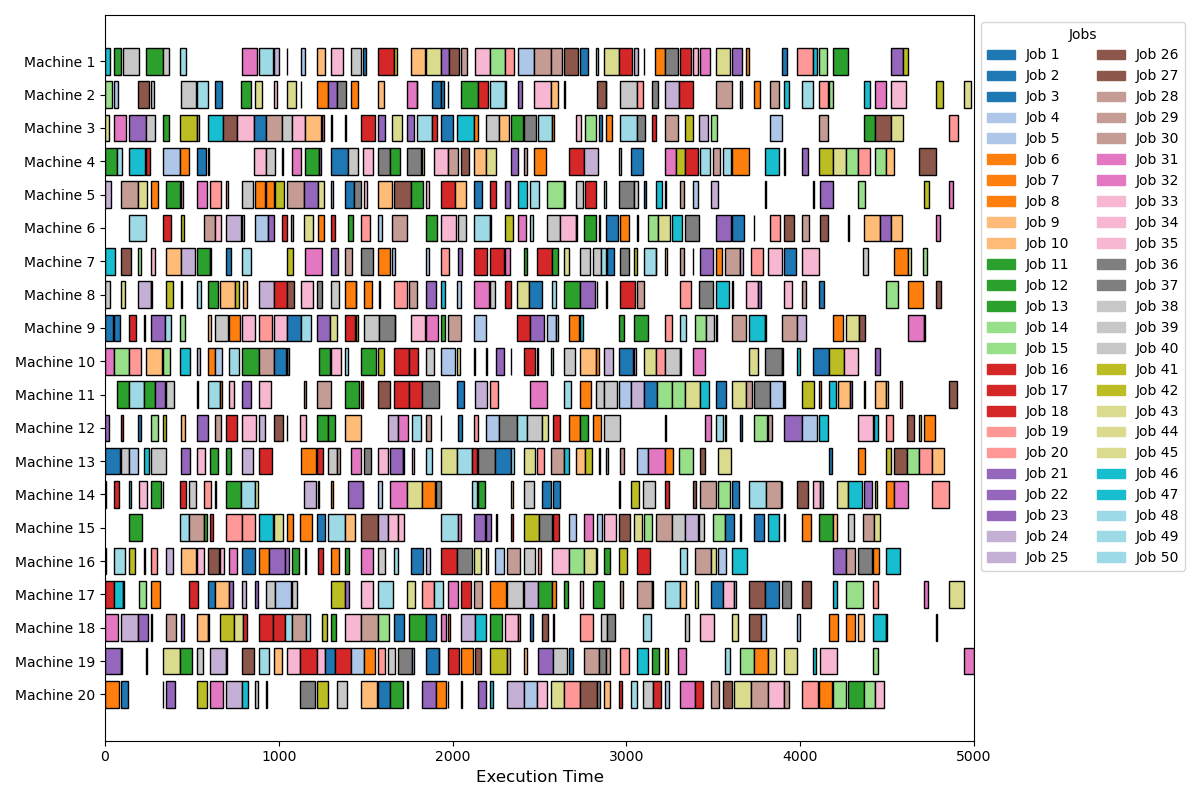 Machine 1
Machine 2
Machine 3
Machine 4
Machine 5
Machine 6
Machine 7
Machine 8
Machine 9
Machine 10
Machine 11
Machine 12
Machine 13
Machine 14
Machine 15
Machine 16
Machine 17
Machine 18
Machine 19
Machine 20
0 1000 2000 3000 4000 5000
Execution Time
Jobs
Job 1
Job 2
Job 3
Job 4
Job 5
Job 6
Job 7
Job 8
Job 9
Job 10
Job 11
Job 12
Job 13
Job 14
Job 15
Job 16
Job 17
Job 18
Job 19
Job 20
Job 21
Job 22
Job 23
Job 24
Job 25
Job 26
Job 27
Job 28
Job 29
Job 30
Job 31
Job 32
Job 33
Job 34
Job 35
Job 36
Job 37
Job 38
Job 39
Job 40
Job 41
Job 42
Job 43
Job 44
Job 45
Job 46
Job 47
Job 48
Job 49
Job 50